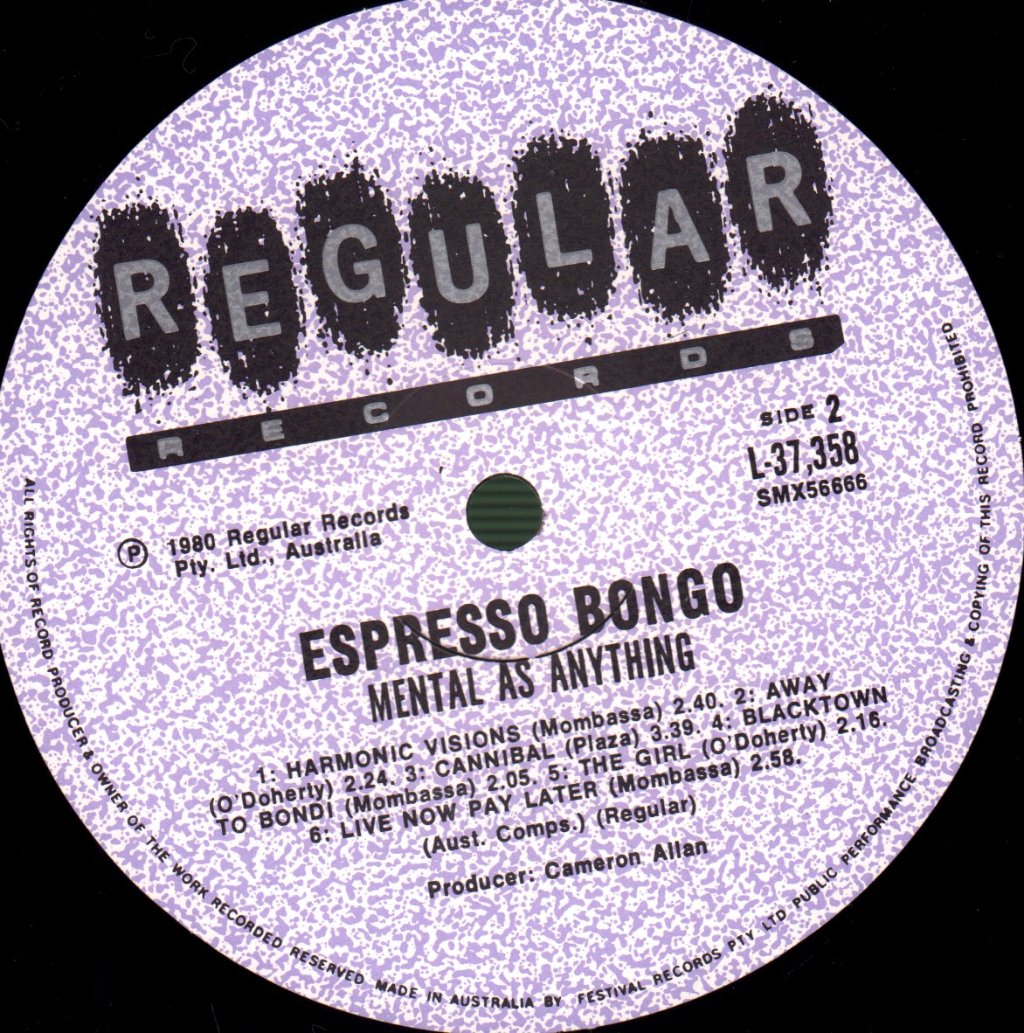 REGULAR
RECORDS
SIDE 2
L-37,358
SMX56666
Ⓟ 1980 Regular Records
Pty. Ltd., Australia
ESPRESSO BONGO
MENTAL AS ANYTHING
1: HARMONIC VISIONS (Mombassa) 2.40. 2: AWAY
(O'Doherty) 2.24. 3: CANNIBAL (Plaza) 3.39. 4: BLACKTOWN
TO BONDI (Mombassa) 2.05. 5: THE GIRL (O'Doherty) 2.16.
6: LIVE NOW PAY LATER (Mombassa) 2.58.
(Aust. Comps.) (Regular)
Producer: Cameron Allan
ALL RIGHTS OF RECORD PRODUCER & OWNER OF THE WORK RECORDED RESERVED MADE IN AUSTRALIA BY FESTIVAL RECORDS PTY LTD PUBLIC PERFORMANCE BROADCASTING & COPYING OF THIS RECORD PROHIBITED